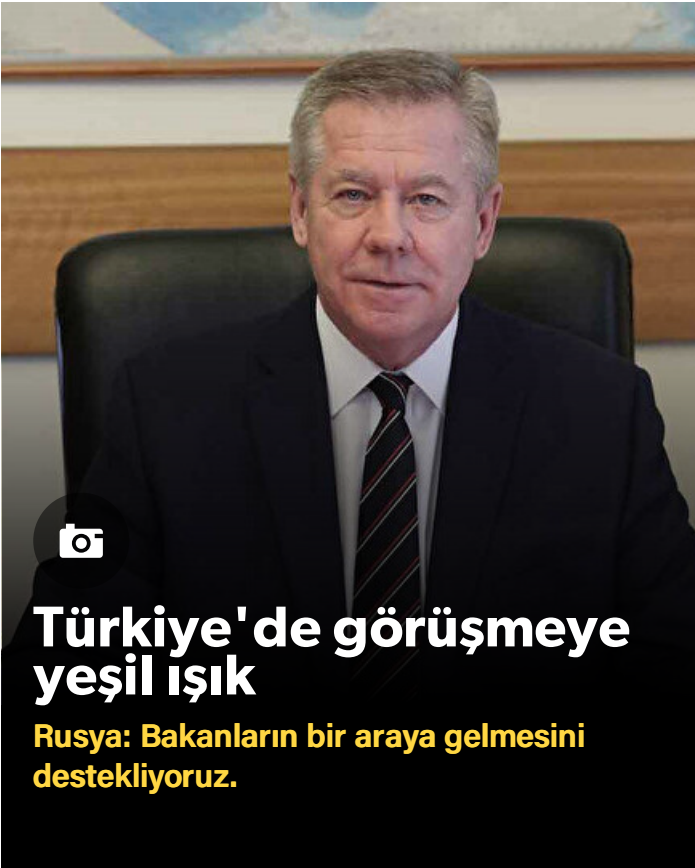 Türkiye'de görüşmeye
yeşil ışık
Rusya: Bakanların bir araya gelmesini
destekliyoruz.